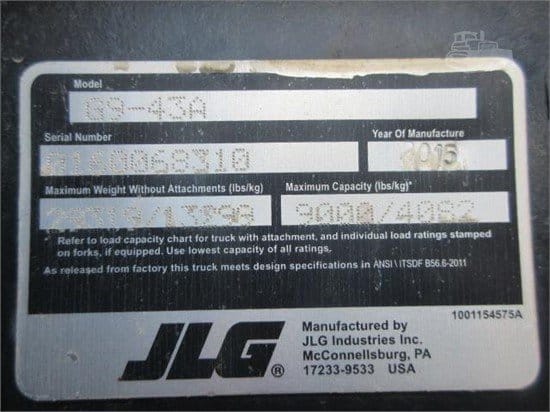 Model
G9-43A
Serial Number
Year Of Manufacture
0160068310
Maximum Weight Without Attachments (lbs/kg)
Maximum Capacity (lbs/kg)*
29319/13298
9000/4082
* Refer to load capacity chart for truck with attachment, and individual load ratings stamped
on forks, if equipped. Use lowest capacity of all ratings.
As released from factory this truck meets design specifications in ANSI \ ITSDF B56.6-2011
1001154575A
JLG®
Manufactured by
JLG Industries Inc.
McConnellsburg, PA
17233-9533 USA